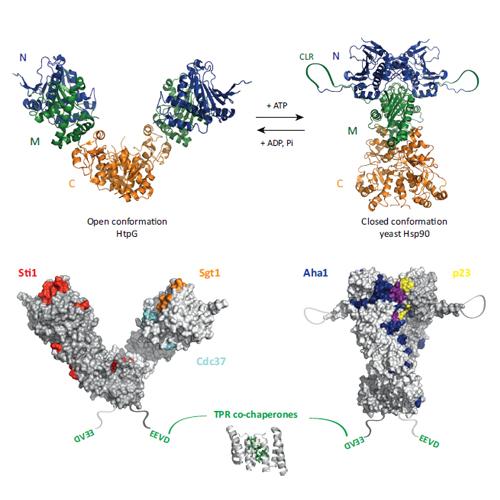 N
M
C
Open conformation
HtpG
+ ATP
+ ADP, Pi
CLR
N
M
C
Closed conformation
yeast Hsp90
Sti1
Sgt1
Cdc37
Aha1
p23
EEVD
EEVD
TPR co-chaperones
EEVD
EEVD